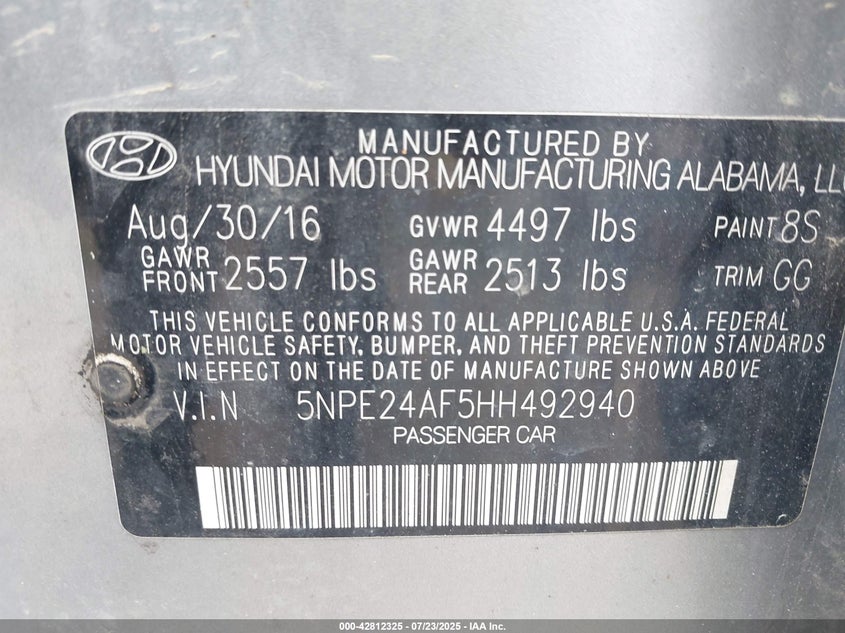 MANUFACTURED BY
HYUNDAI MOTOR MANUFACTURING ALABAMA, LLC
Aug/30/16 GVWR 4497 lbs PAINT 8S
GAWR FRONT 2557 lbs GAWR REAR 2513 lbs TRIM GG
THIS VEHICLE CONFORMS TO ALL APPLICABLE U.S.A. FEDERAL
MOTOR VEHICLE SAFETY, BUMPER, AND THEFT PREVENTION STANDARDS
IN EFFECT ON THE DATE OF MANUFACTURE SHOWN ABOVE.
V.I.N 5NPE24AF5HH492940
PASSENGER CAR
000-42812325 - 07/23/2025 - IAA Inc.